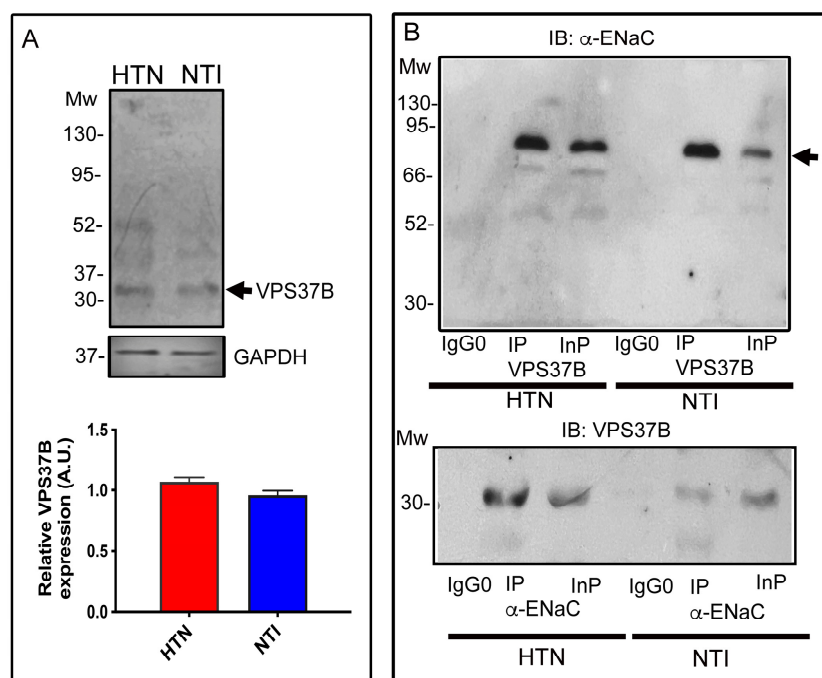 A
HTN NTI
Mw
130-
95-
52-
37-
30-
VPS37B
37-
GAPDH
Relative VPS37B
expression (A.U.)
1.5
1.0
0.5
0.0
HTN
NTI
B
IB: α-ENaC
Mw
130-
95-
66-
52-
30-
IgG0 IP InP IgG0 IP InP
VPS37B VPS37B
HTN NTI
IB: VPS37B
Mw
30-
IgG0 IP InP IgG0 IP InP
α-ENaC α-ENaC
HTN NTI